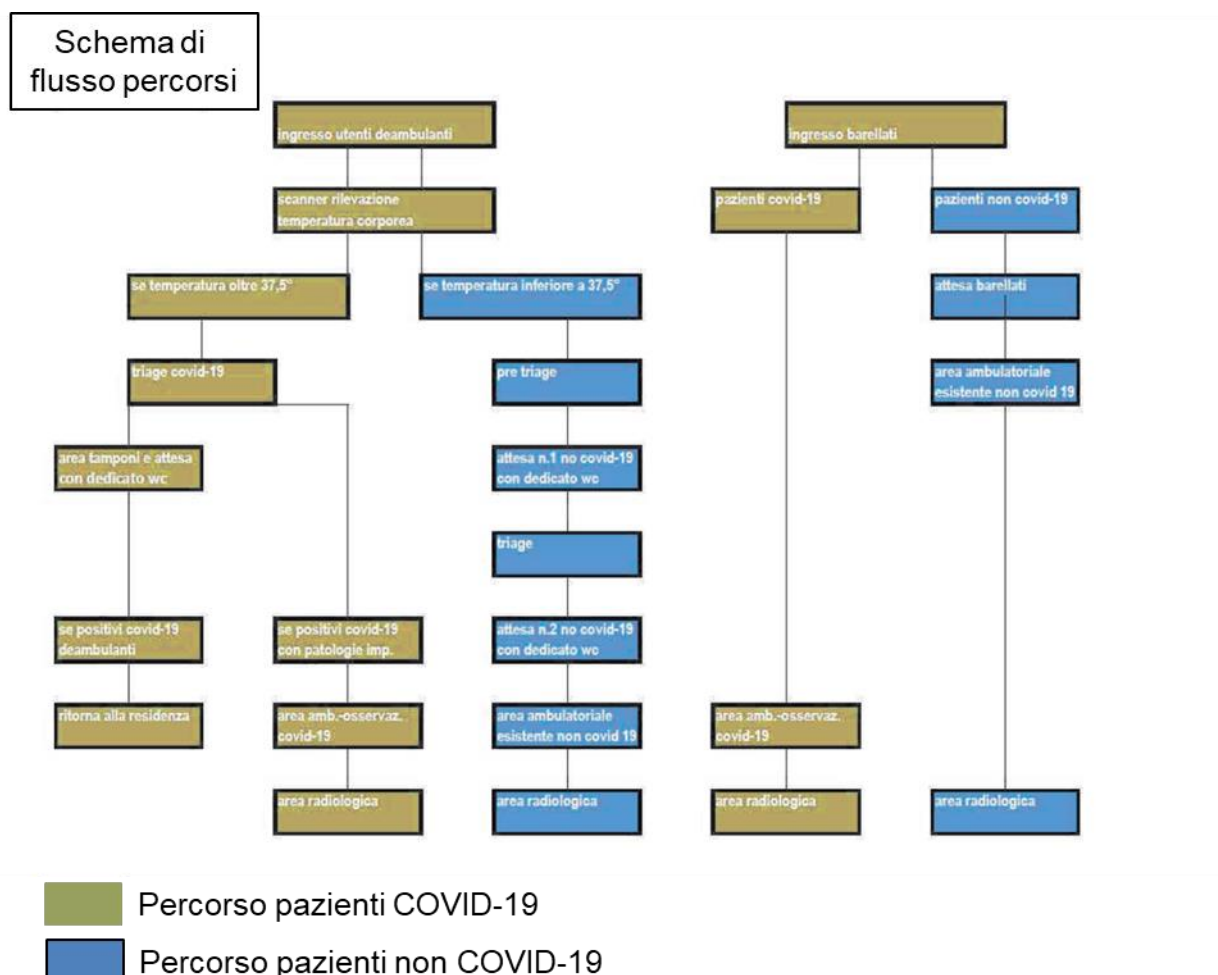 Schema di
flusso percorsi
ingresso utenti deambulanti
ingresso barellati
scanner rilevazione
temperatura corporea
pazienti covid-19
pazienti non covid-19
se temperatura oltre 37,5°
se temperatura inferiore a 37,5°
attesa barellati
triage covid-19
pre triage
area ambulatoriale
esistente non covid 19
area tamponi e attesa
con dedicato wc
attesa n.1 no covid-19
con dedicato wc
triage
se positivi covid-19
deambulanti
se positivi covid-19
con patologie imp.
attesa n.2 no covid-19
con dedicato wc
ritorna alla residenza
area amb.-osservaz.
covid-19
area ambulatoriale
esistente non covid 19
area amb.-osservaz.
covid-19
area radiologica
area radiologica
area radiologica
area radiologica
Percorso pazienti COVID-19
Percorso pazienti non COVID-19